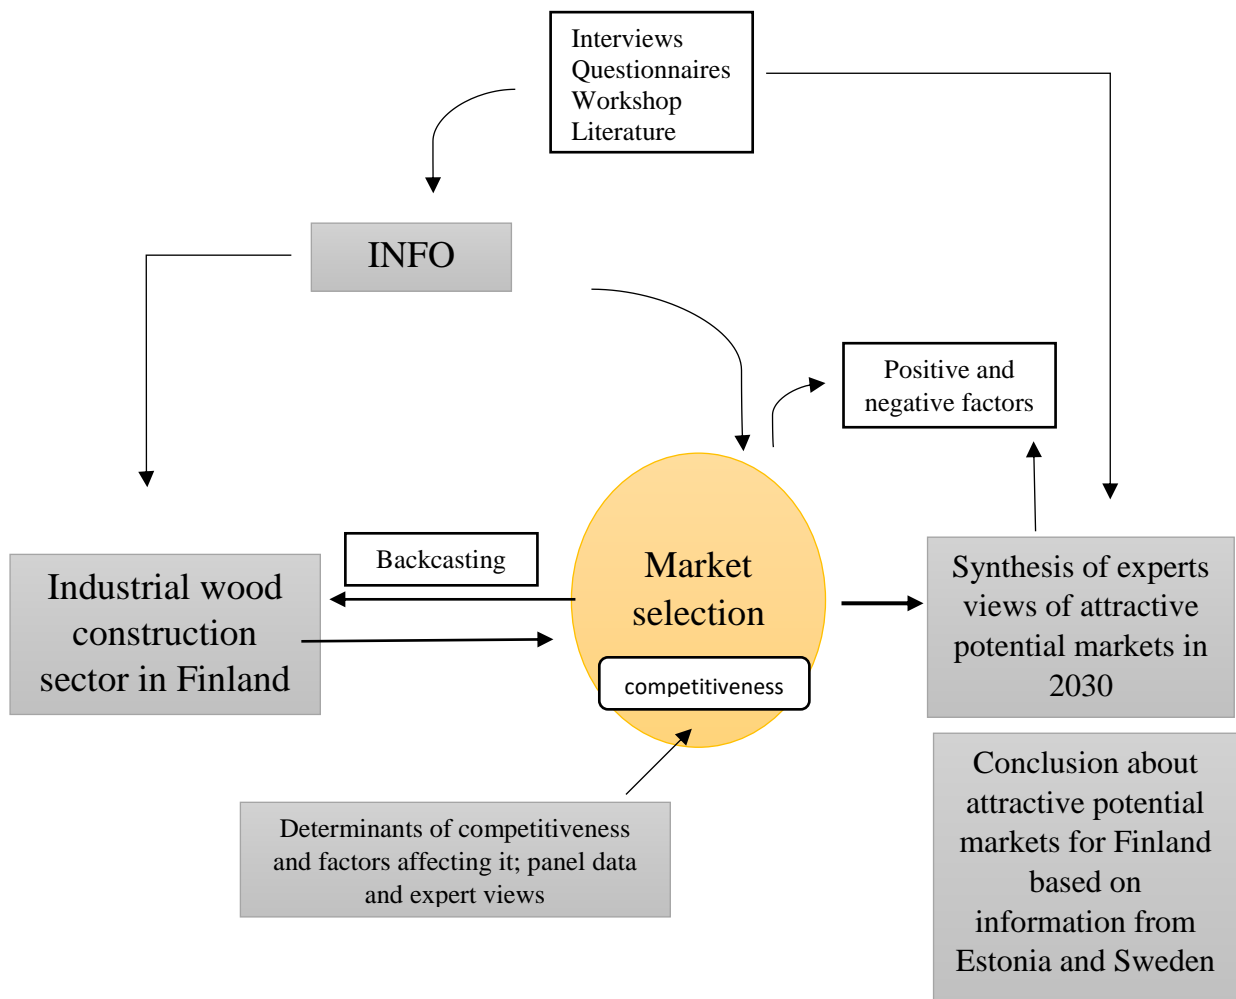 Interviews
Questionnaires
Workshop
Literature
INFO
Positive and
negative factors
Backcasting
Industrial wood
construction
sector in Finland
Market
selection
competitiveness
Synthesis of experts
views of attractive
potential markets in
2030
Determinants of competitiveness
and factors affecting it; panel data
and expert views
Conclusion about
attractive potential
markets for Finland
based on
information from
Estonia and Sweden